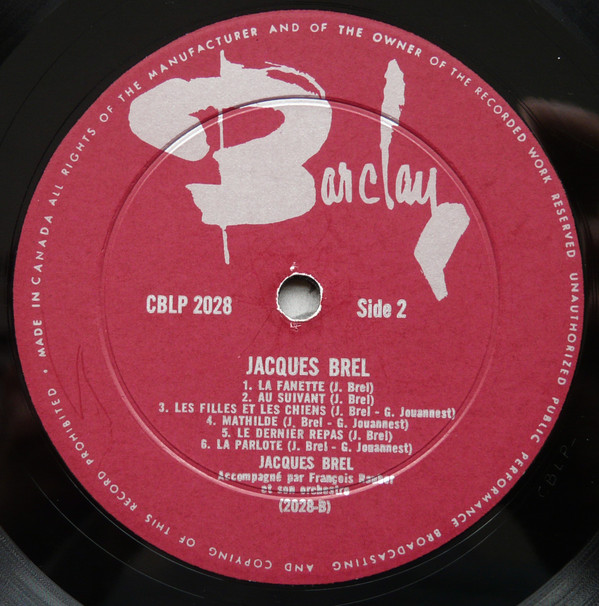 MADE IN CANADA ALL RIGHTS OF THE MANUFACTURER AND OF THE OWNER OF THE RECORDED WORK RESERVED UNAUTHORIZED PUBLIC PERFORMANCE BROADCASTING AND COPYING OF THIS RECORD PROHIBITED •
Barclay
CBLP 2028
Side 2
JACQUES BREL
1. LA FANETTE (J. Brel)
2. AU SUIVANT (J. Brel)
3. LES FILLES ET LES CHIENS (J. Brel - G. Jouannest)
4. MATHILDE (J. Brel - G. Jouannest)
5. LE DERNIER REPAS (J. Brel)
6. LA PARLOTE (J. Brel - G. Jouannest)
JACQUES BREL
Accompagné par François Rauber
et son orchestre
(2028-B)
CBLP-